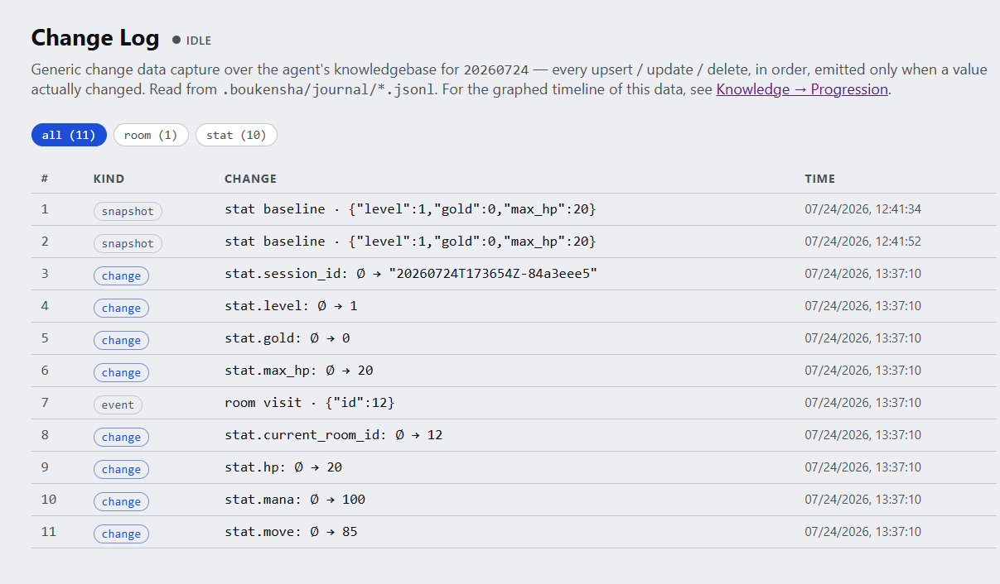 Change Log ● IDLE
Generic change data capture over the agent's knowledgebase for 20260724 — every upsert / update / delete, in order, emitted only when a value
actually changed. Read from .boukensha/journal/*.jsonl. For the graphed timeline of this data, see Knowledge → Progression.
all (11) room (1) stat (10)
# KIND CHANGE TIME
1 snapshot stat baseline · {"level":1,"gold":0,"max_hp":20} 07/24/2026, 12:41:34
2 snapshot stat baseline · {"level":1,"gold":0,"max_hp":20} 07/24/2026, 12:41:52
3 change stat.session_id: Ø → "20260724T173654Z-84a3eee5" 07/24/2026, 13:37:10
4 change stat.level: Ø → 1 07/24/2026, 13:37:10
5 change stat.gold: Ø → 0 07/24/2026, 13:37:10
6 change stat.max_hp: Ø → 20 07/24/2026, 13:37:10
7 event room visit · {"id":12} 07/24/2026, 13:37:10
8 change stat.current_room_id: Ø → 12 07/24/2026, 13:37:10
9 change stat.hp: Ø → 20 07/24/2026, 13:37:10
10 change stat.mana: Ø → 100 07/24/2026, 13:37:10
11 change stat.move: Ø → 85 07/24/2026, 13:37:10